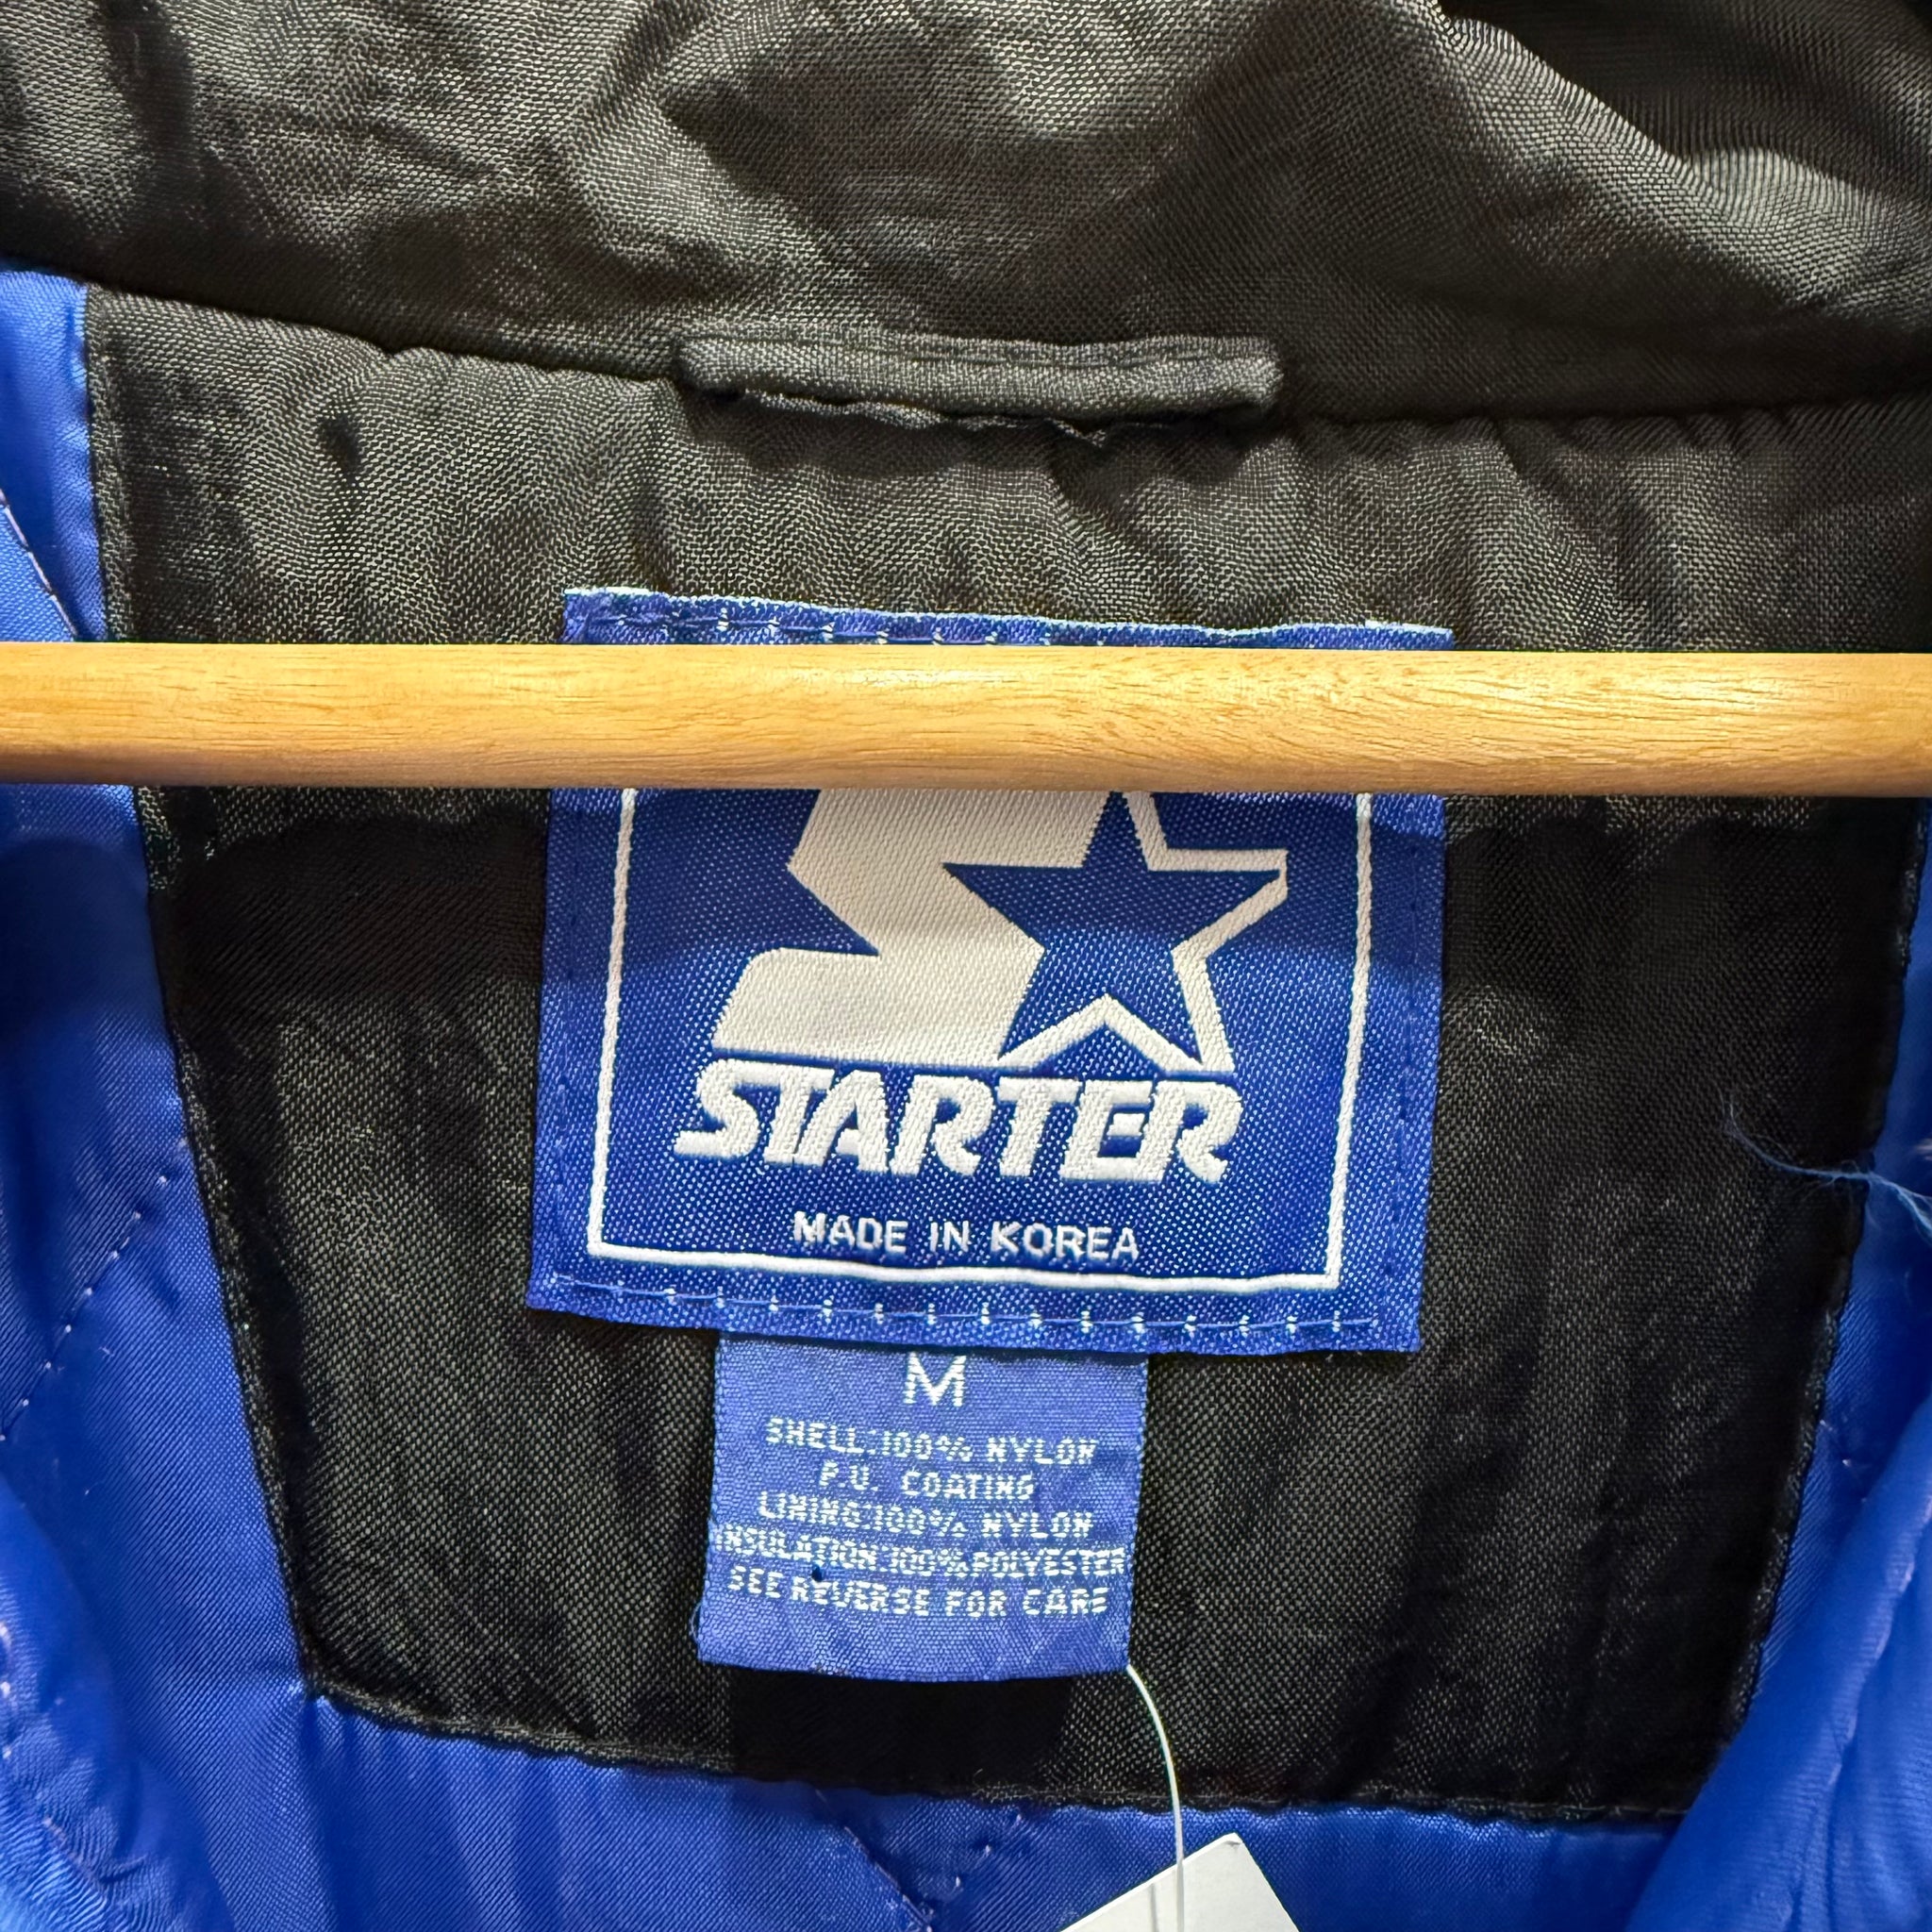 STARTER
MADE IN KOREA
M
SHELL:100% NYLON
P.U. COATING
LINING:100% NYLON
INSULATION:100%POLYESTER
SEE REVERSE FOR CARE